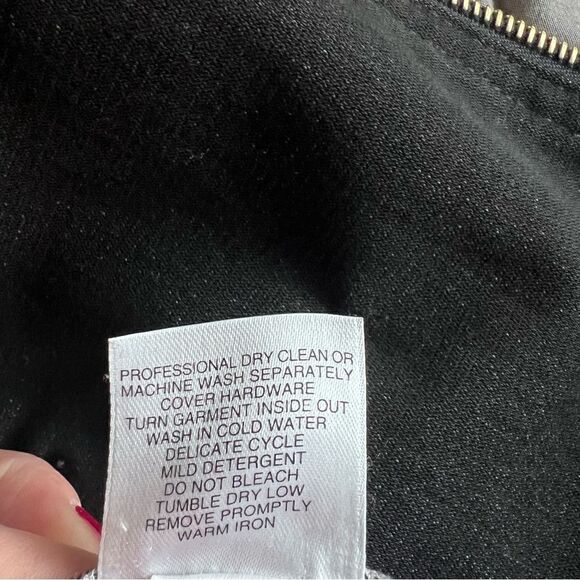 PROFESSIONAL DRY CLEAN OR
MACHINE WASH SEPARATELY
COVER HARDWARE
TURN GARMENT INSIDE OUT
WASH IN COLD WATER
DELICATE CYCLE
MILD DETERGENT
DO NOT BLEACH
TUMBLE DRY LOW
REMOVE PROMPTLY
WARM IRON